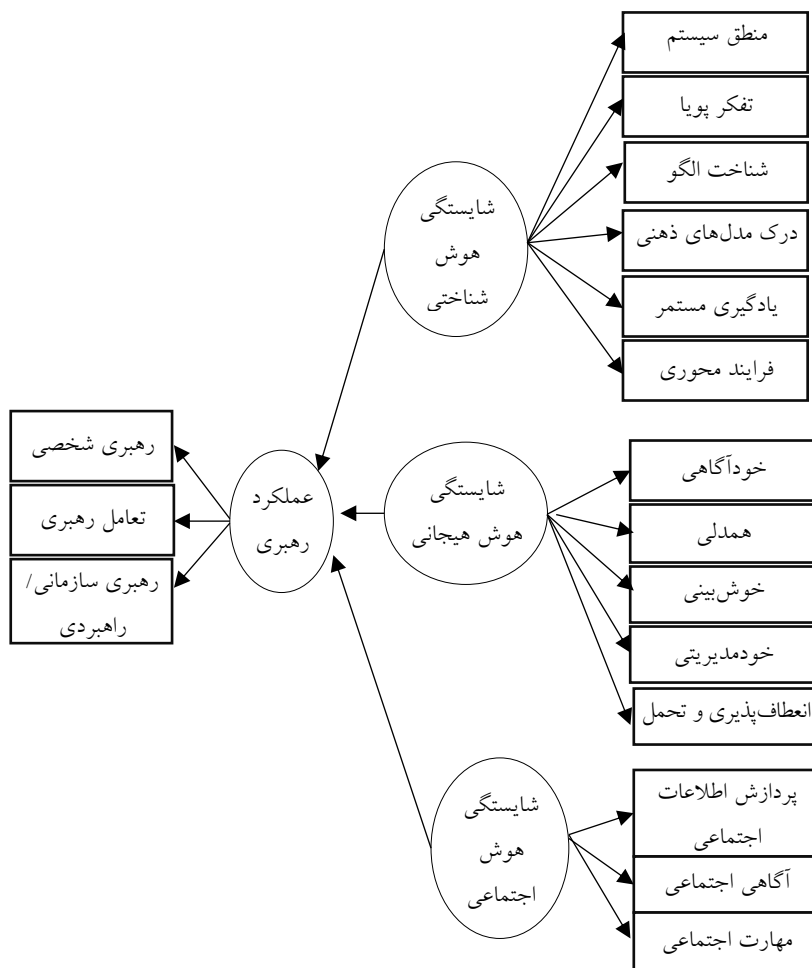 منطق سیستم
تفکر پویا
شناخت الگو
درک مدل‌های ذهنی
یادگیری مستمر
فرایند محوری
شایستگی
هوش
شناختی
خودآگاهی
همدلی
خوش‌بینی
خودمدیریتی
انعطاف‌پذیری و تحمل
شایستگی
هوش هیجانی
عملکرد
رهبری
رهبری شخصی
تعامل رهبری
رهبری سازمانی/
راهبردی
پردازش اطلاعات
اجتماعی
آگاهی اجتماعی
مهارت اجتماعی
شایستگی
هوش
اجتماعی